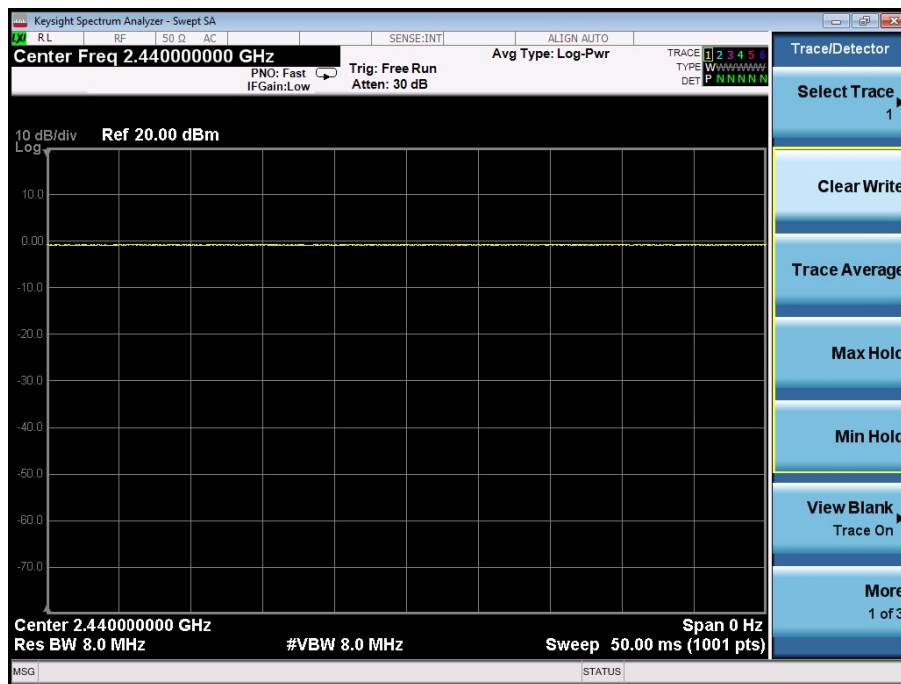 Keysight Spectrum Analyzer - Swept SA
LXI RL RF 50 Ω AC SENSE:INT ALIGN AUTO
Center Freq 2.440000000 GHz
PNO: Fast
IFGain:Low
Trig: Free Run
Atten: 30 dB
Avg Type: Log-Pwr
TRACE 1 2 3 4 5 6
TYPE WWWWWW
DET P N N N N N
10 dB/div
Log
Ref 20.00 dBm
10.0
0.00
-10.0
-20.0
-30.0
-40.0
-50.0
-60.0
-70.0
Center 2.440000000 GHz
Span 0 Hz
Res BW 8.0 MHz
#VBW 8.0 MHz
Sweep 50.00 ms (1001 pts)
MSG
STATUS
Trace/Detector
Select Trace
1
Clear Write
Trace Average
Max Hold
Min Hold
View Blank
Trace On
More
1 of 3